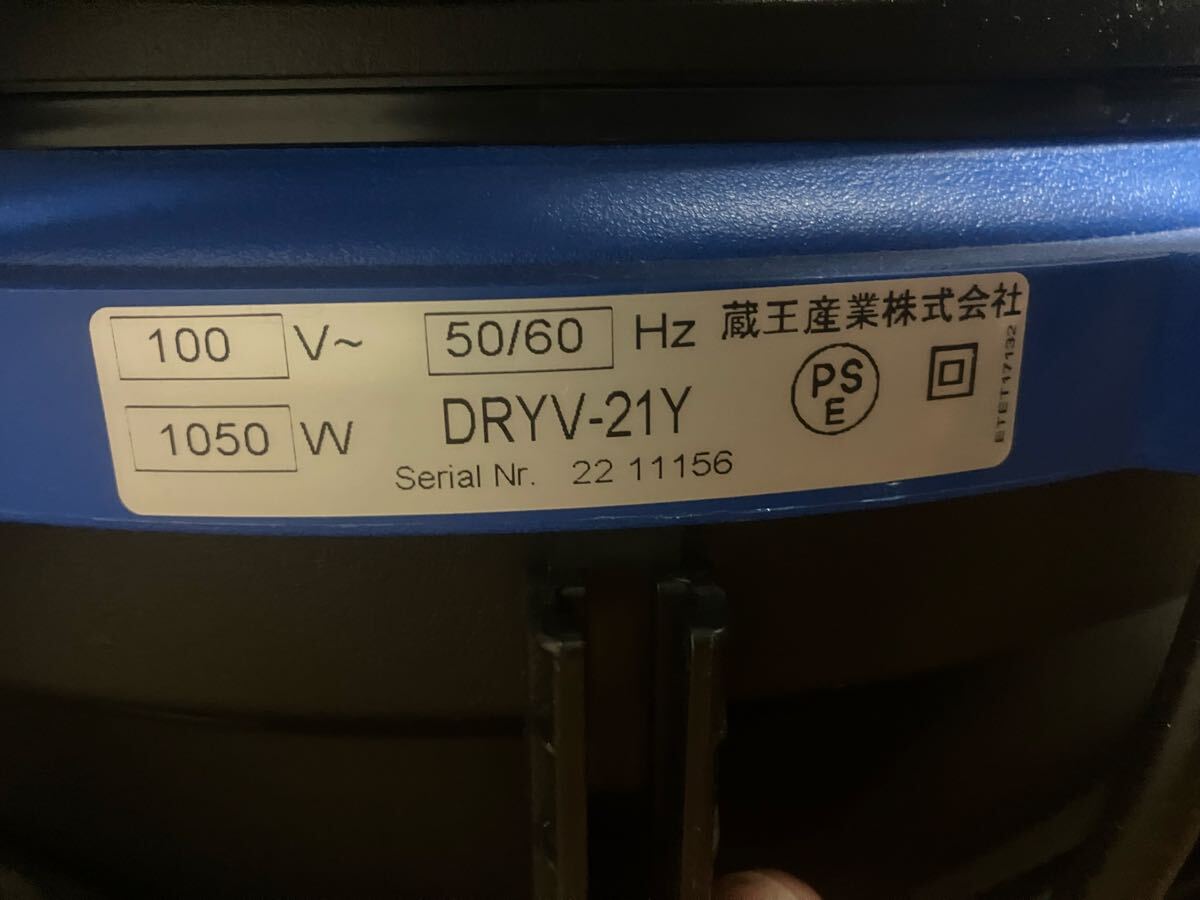 100 V~ 50/60 Hz 蔵王産業株式会社
1050 W DRYV-21Y PS E
Serial Nr. 22 11156
ETET17132